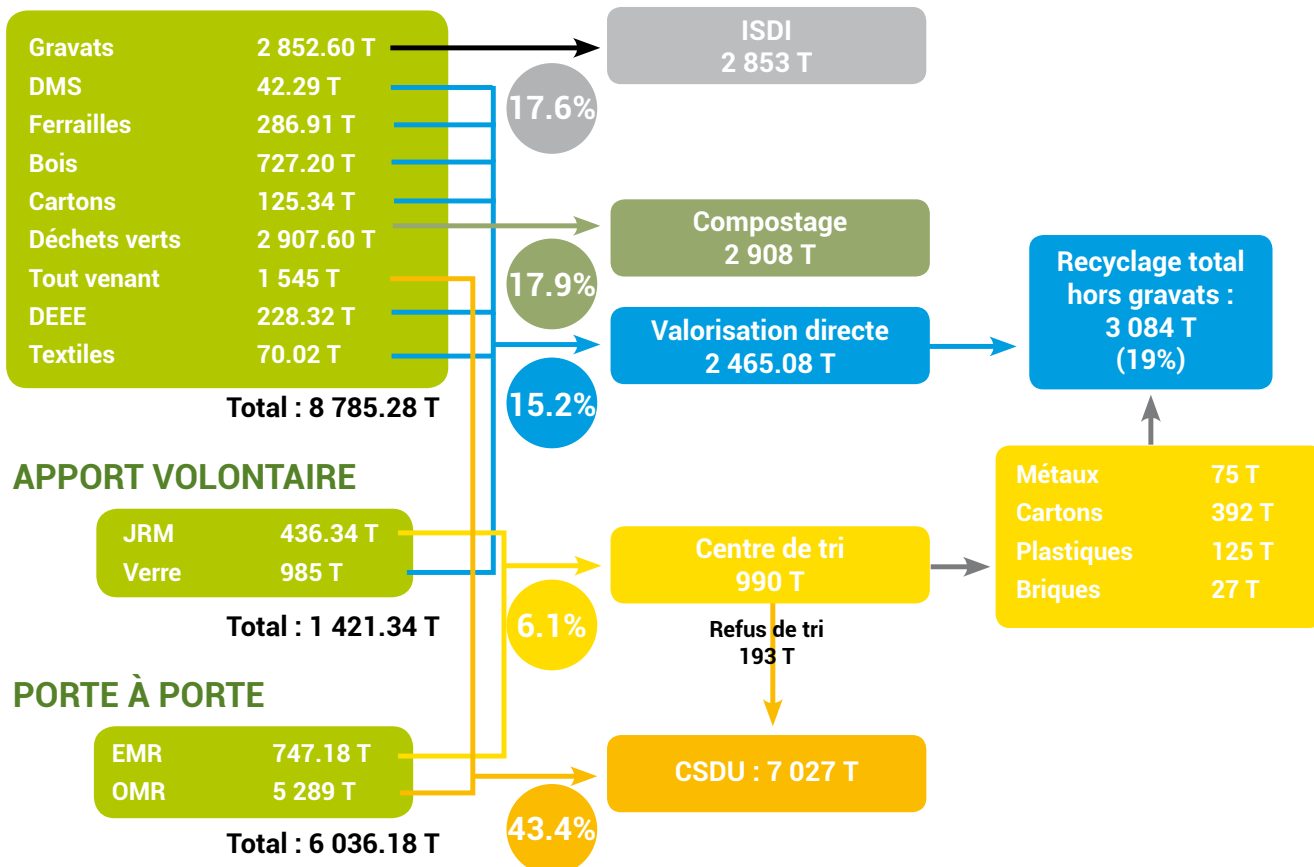 Gravats 2 852.60 T
DMS 42.29 T
Ferrailles 286.91 T
Bois 727.20 T
Cartons 125.34 T
Déchets verts 2 907.60 T
Tout venant 1 545 T
DEEE 228.32 T
Textiles 70.02 T
Total : 8 785.28 T
ISDI
2 853 T
17.6%
Compostage
2 908 T
17.9%
Valorisation directe
2 465.08 T
15.2%
Recyclage total
hors gravats :
3 084 T
(19%)
APPORT VOLONTAIRE
JRM 436.34 T
Verre 985 T
Total : 1 421.34 T
Centre de tri
990 T
6.1%
Refus de tri
193 T
Métaux 75 T
Cartons 392 T
Plastiques 125 T
Briques 27 T
PORTE À PORTE
EMR 747.18 T
OMR 5 289 T
Total : 6 036.18 T
CSDU : 7 027 T
43.4%